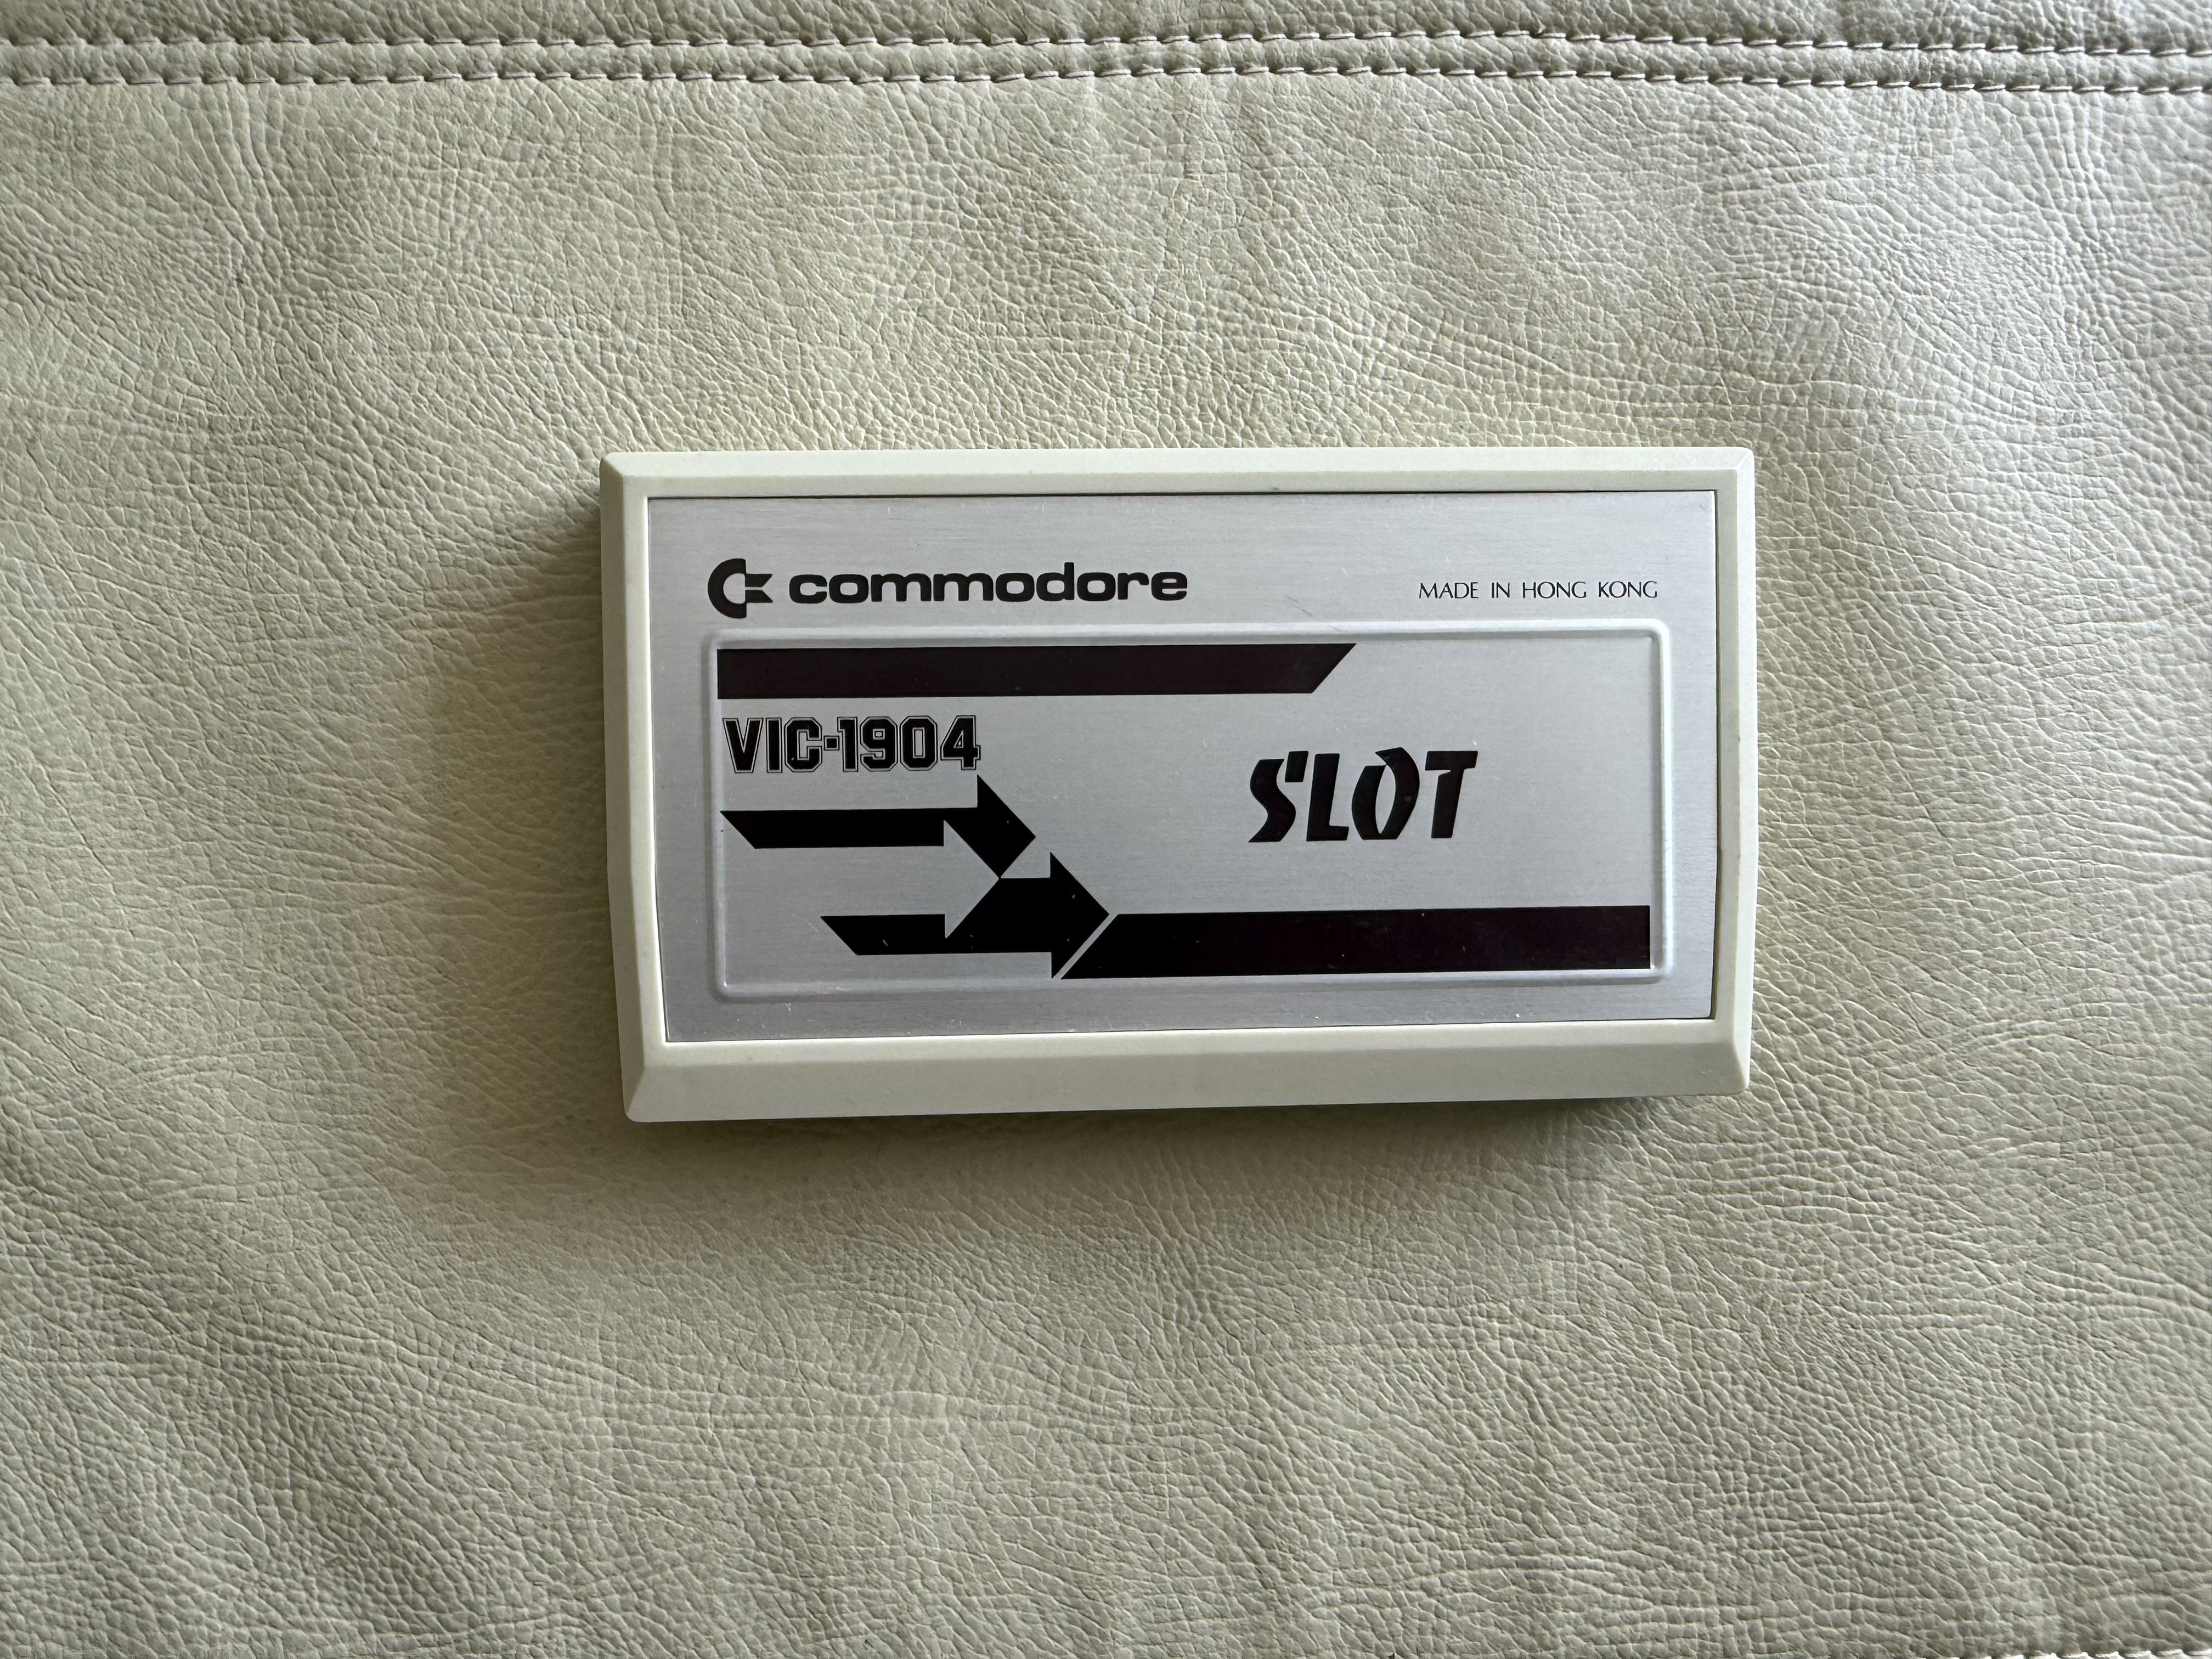 commodore
MADE IN HONG KONG
VIC-1904
SLOT